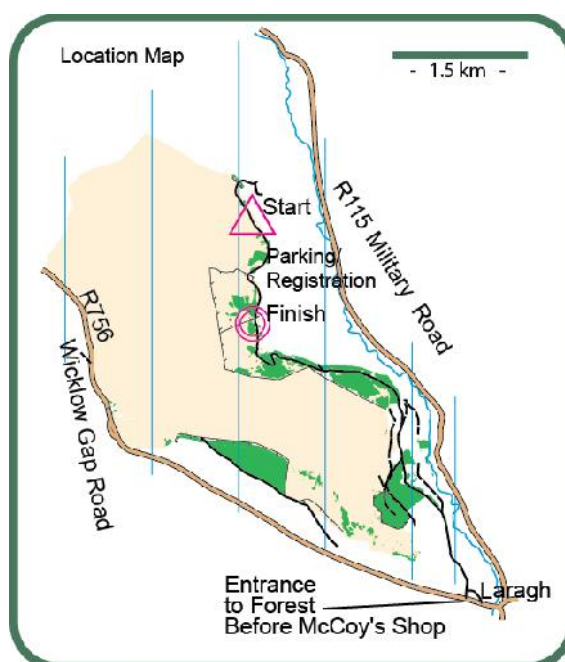 Location Map
- 1.5 km -
Start
R115 Military Road
Parking/
Registration
Finish
R756
Wicklow Gap Road
Entrance
to Forest
Before McCoy's Shop
Laragh